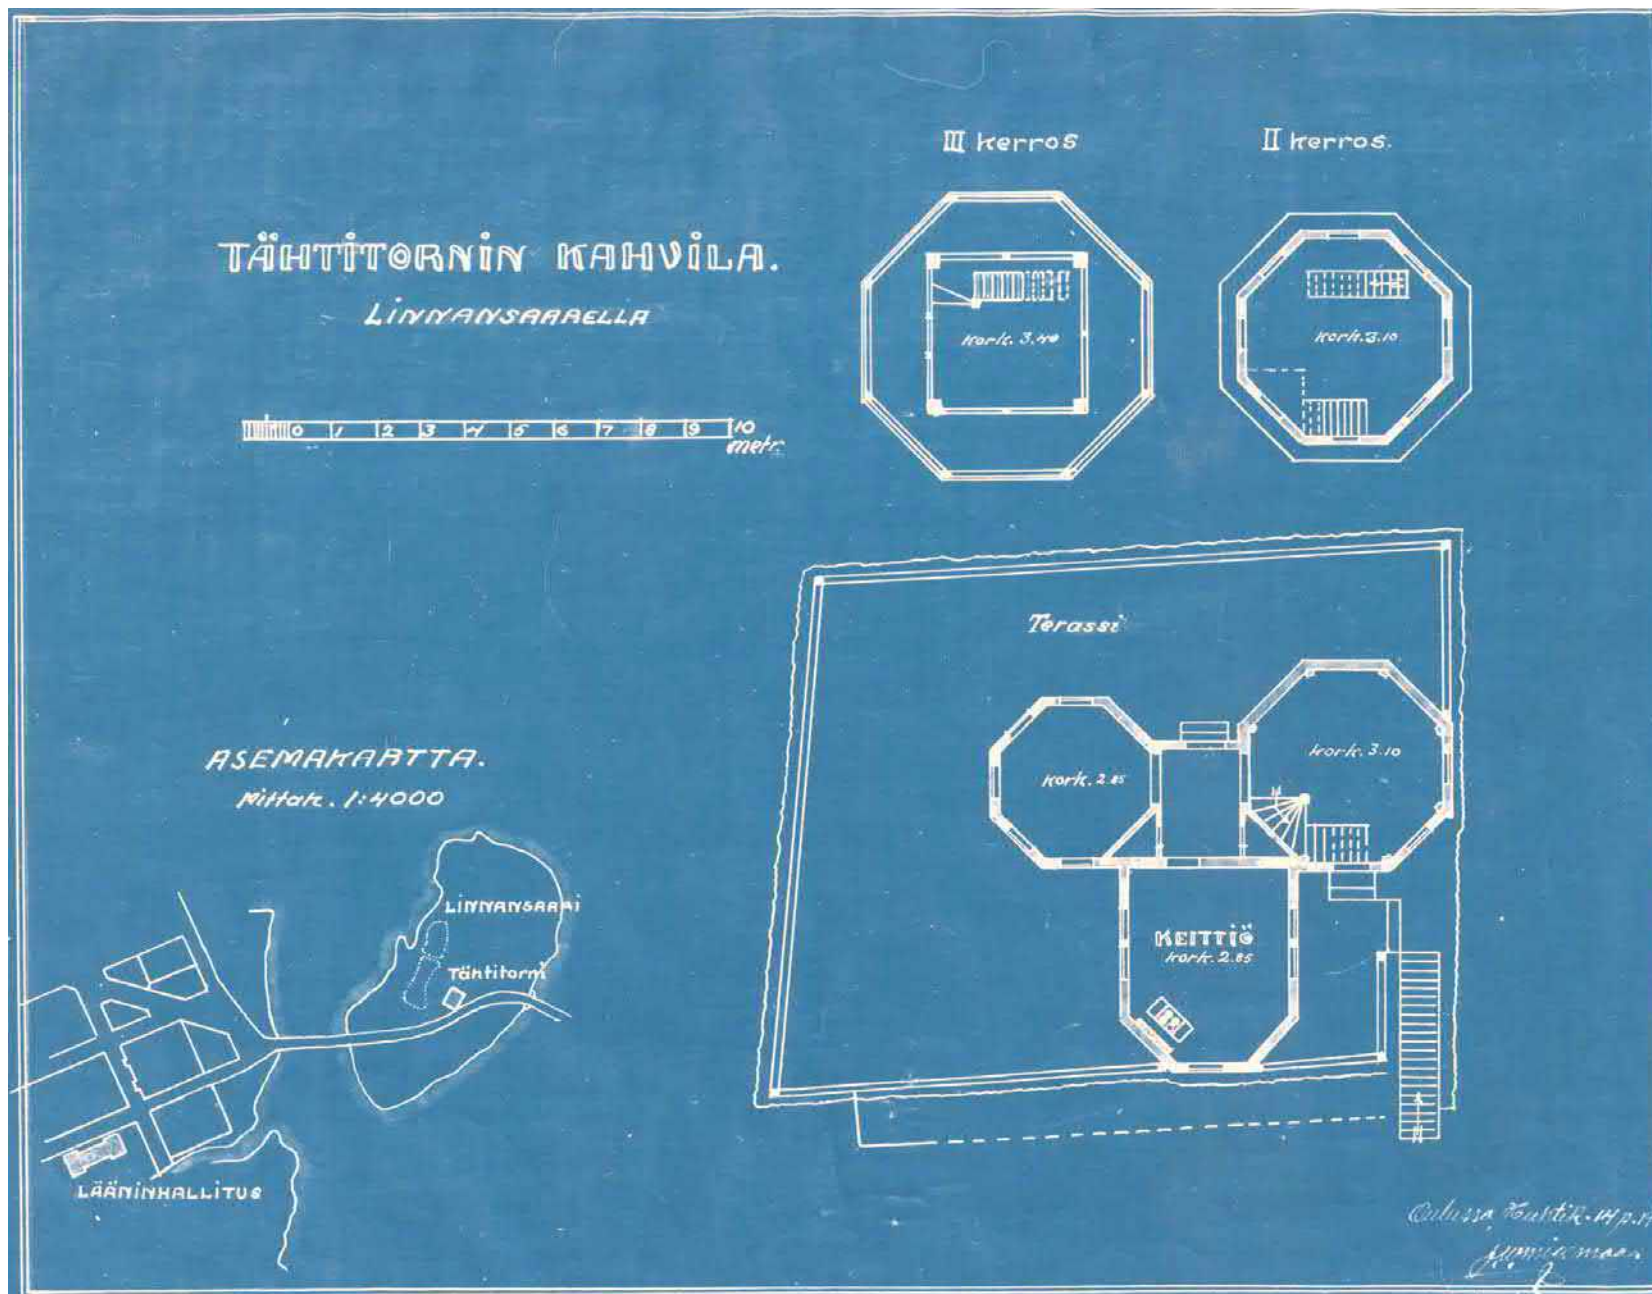 III kerros
II kerros.
TÄHTITORNIN KAHVILA.
LINNANSAARELLA
kork. 3.40
kork. 3.10
0 1 2 3 4 5 6 7 8 9 10
metr.
Terassi
kork. 2.85
kork. 3.10
ASEMAKARTTA.
Mittak. 1:4000
LINNANSAARI
Tähtitorni
KEITTIÖ
kork. 2.85
LÄÄNINHALLITUS
Oulussa